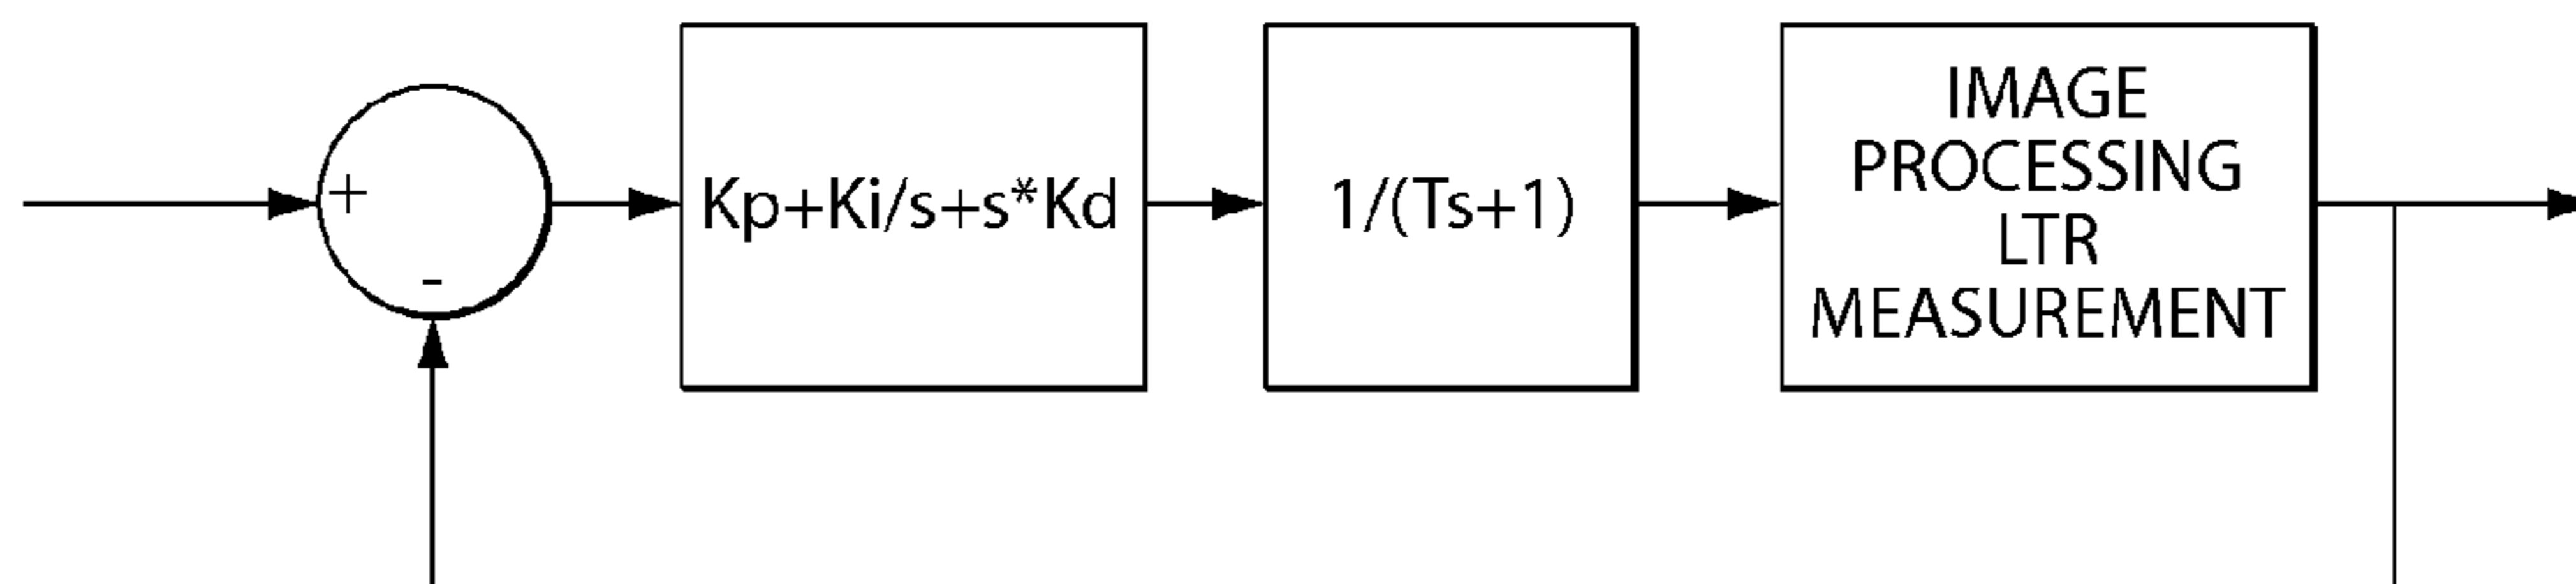 +
-
Kp+Ki/s+s*Kd
1/(Ts+1)
IMAGE
PROCESSING
LTR
MEASUREMENT